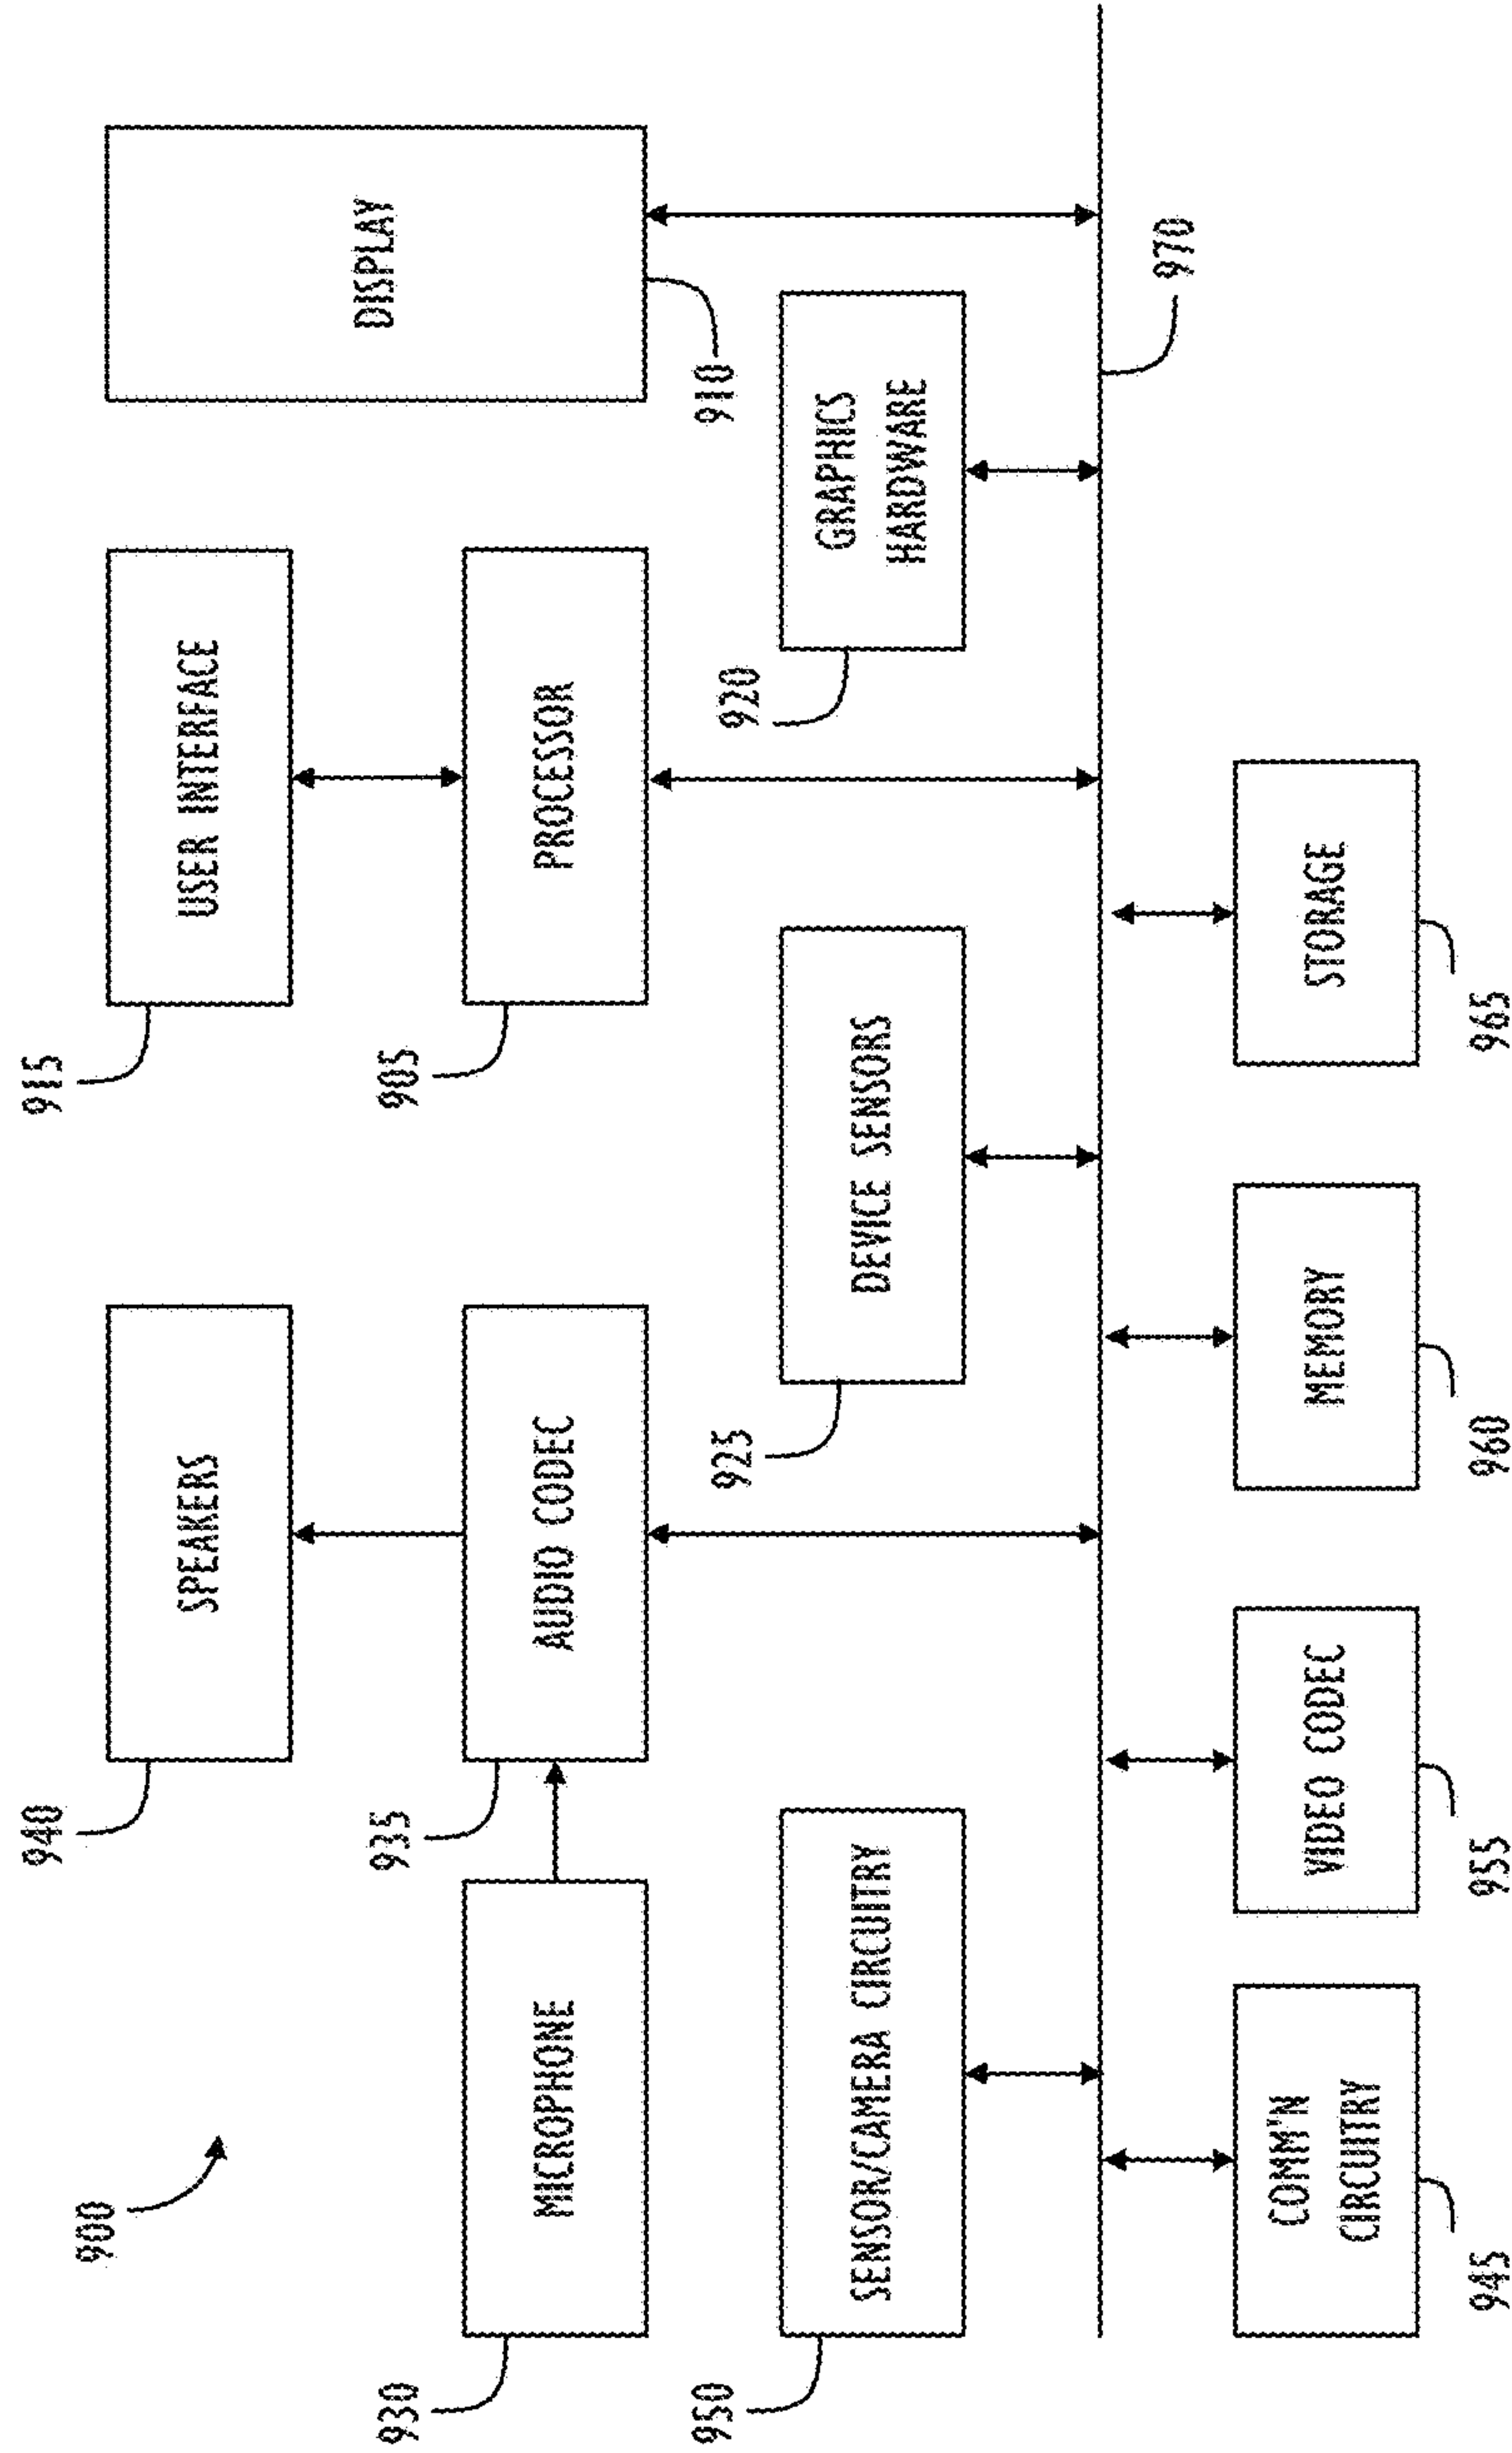 900
940
SPEAKERS
915
USER INTERFACE
DISPLAY
930
MICROPHONE
935
AUDIO CODEC
905
PROCESSOR
910
950
SENSOR/CAMERA CIRCUITRY
925
DEVICE SENSORS
920
GRAPHICS
HARDWARE
970
COMM'N
CIRCUITRY
945
VIDEO CODEC
955
MEMORY
960
STORAGE
965